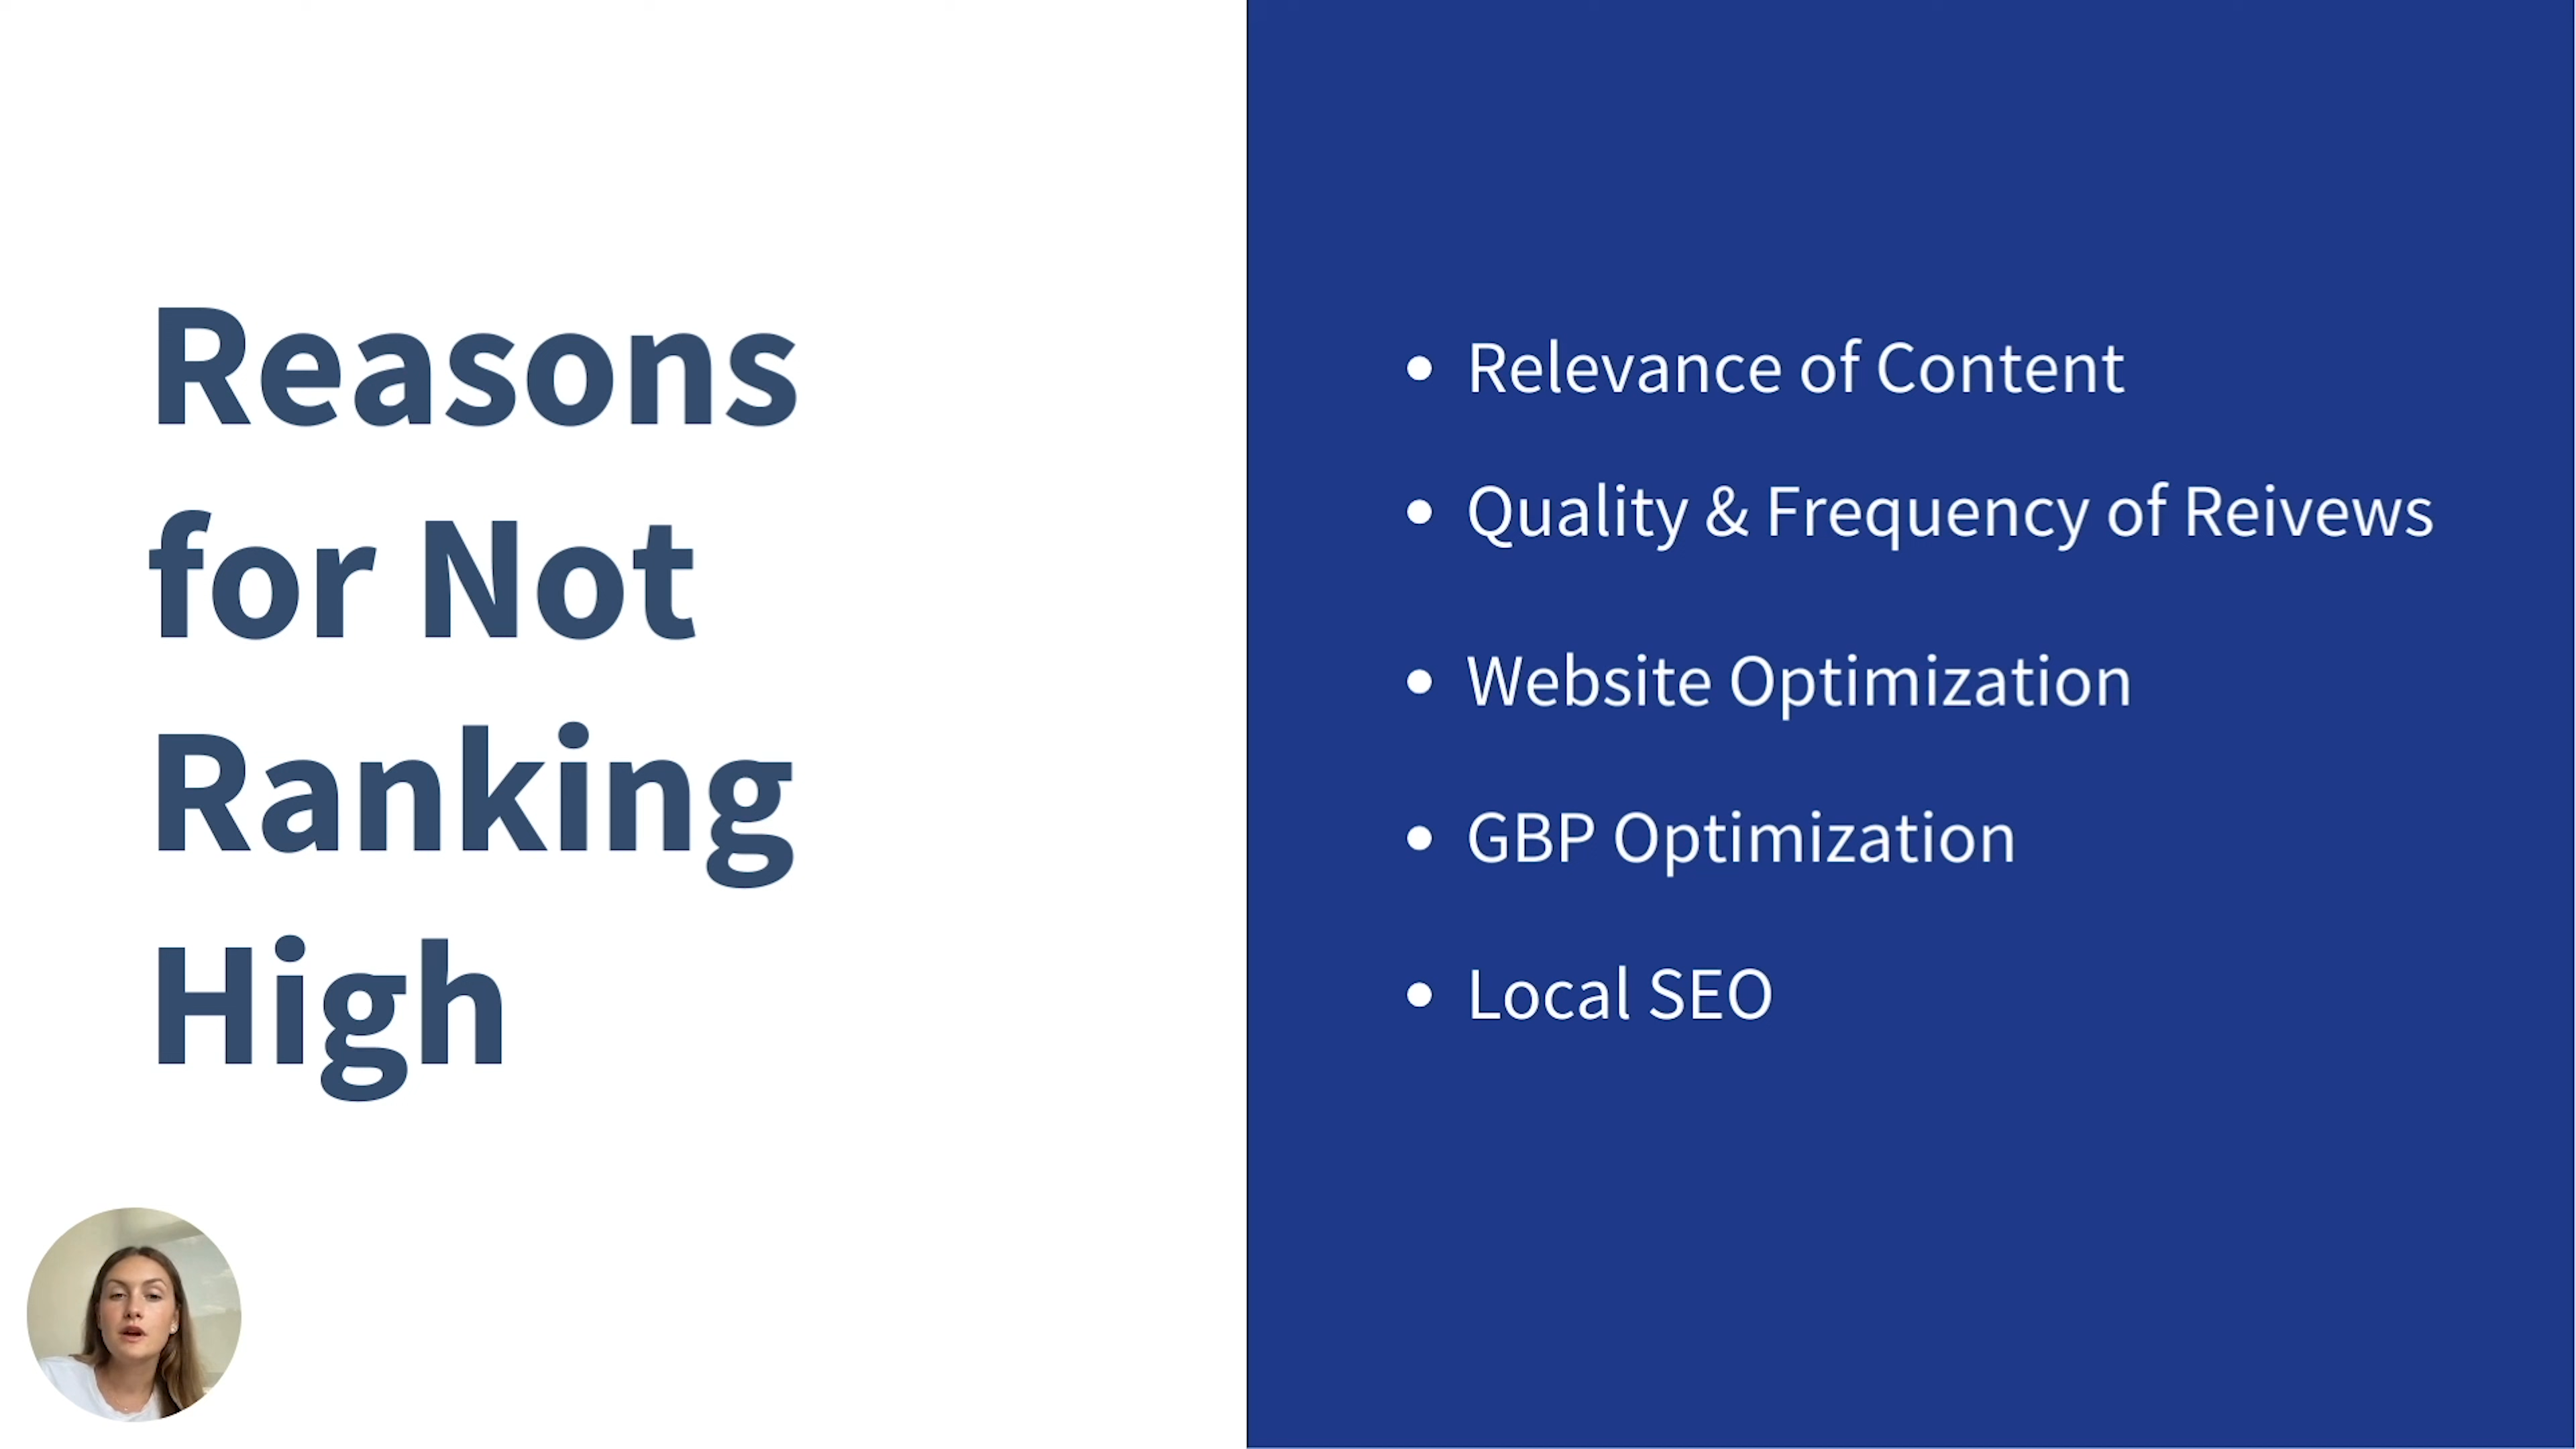 Reasons
for Not
Ranking
High
• Relevance of Content
• Quality & Frequency of Reivews
• Website Optimization
• GBP Optimization
• Local SEO